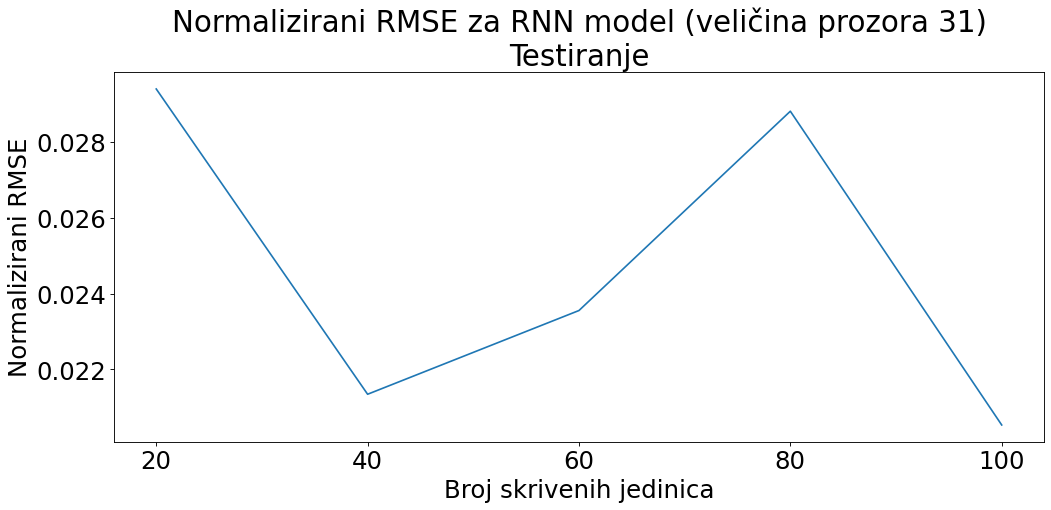 Normalizirani RMSE za RNN model (veličina prozora 31)
Testiranje
Normalizirani RMSE
0.028
0.026
0.024
0.022
20 40 60 80 100
Broj skrivenih jedinica